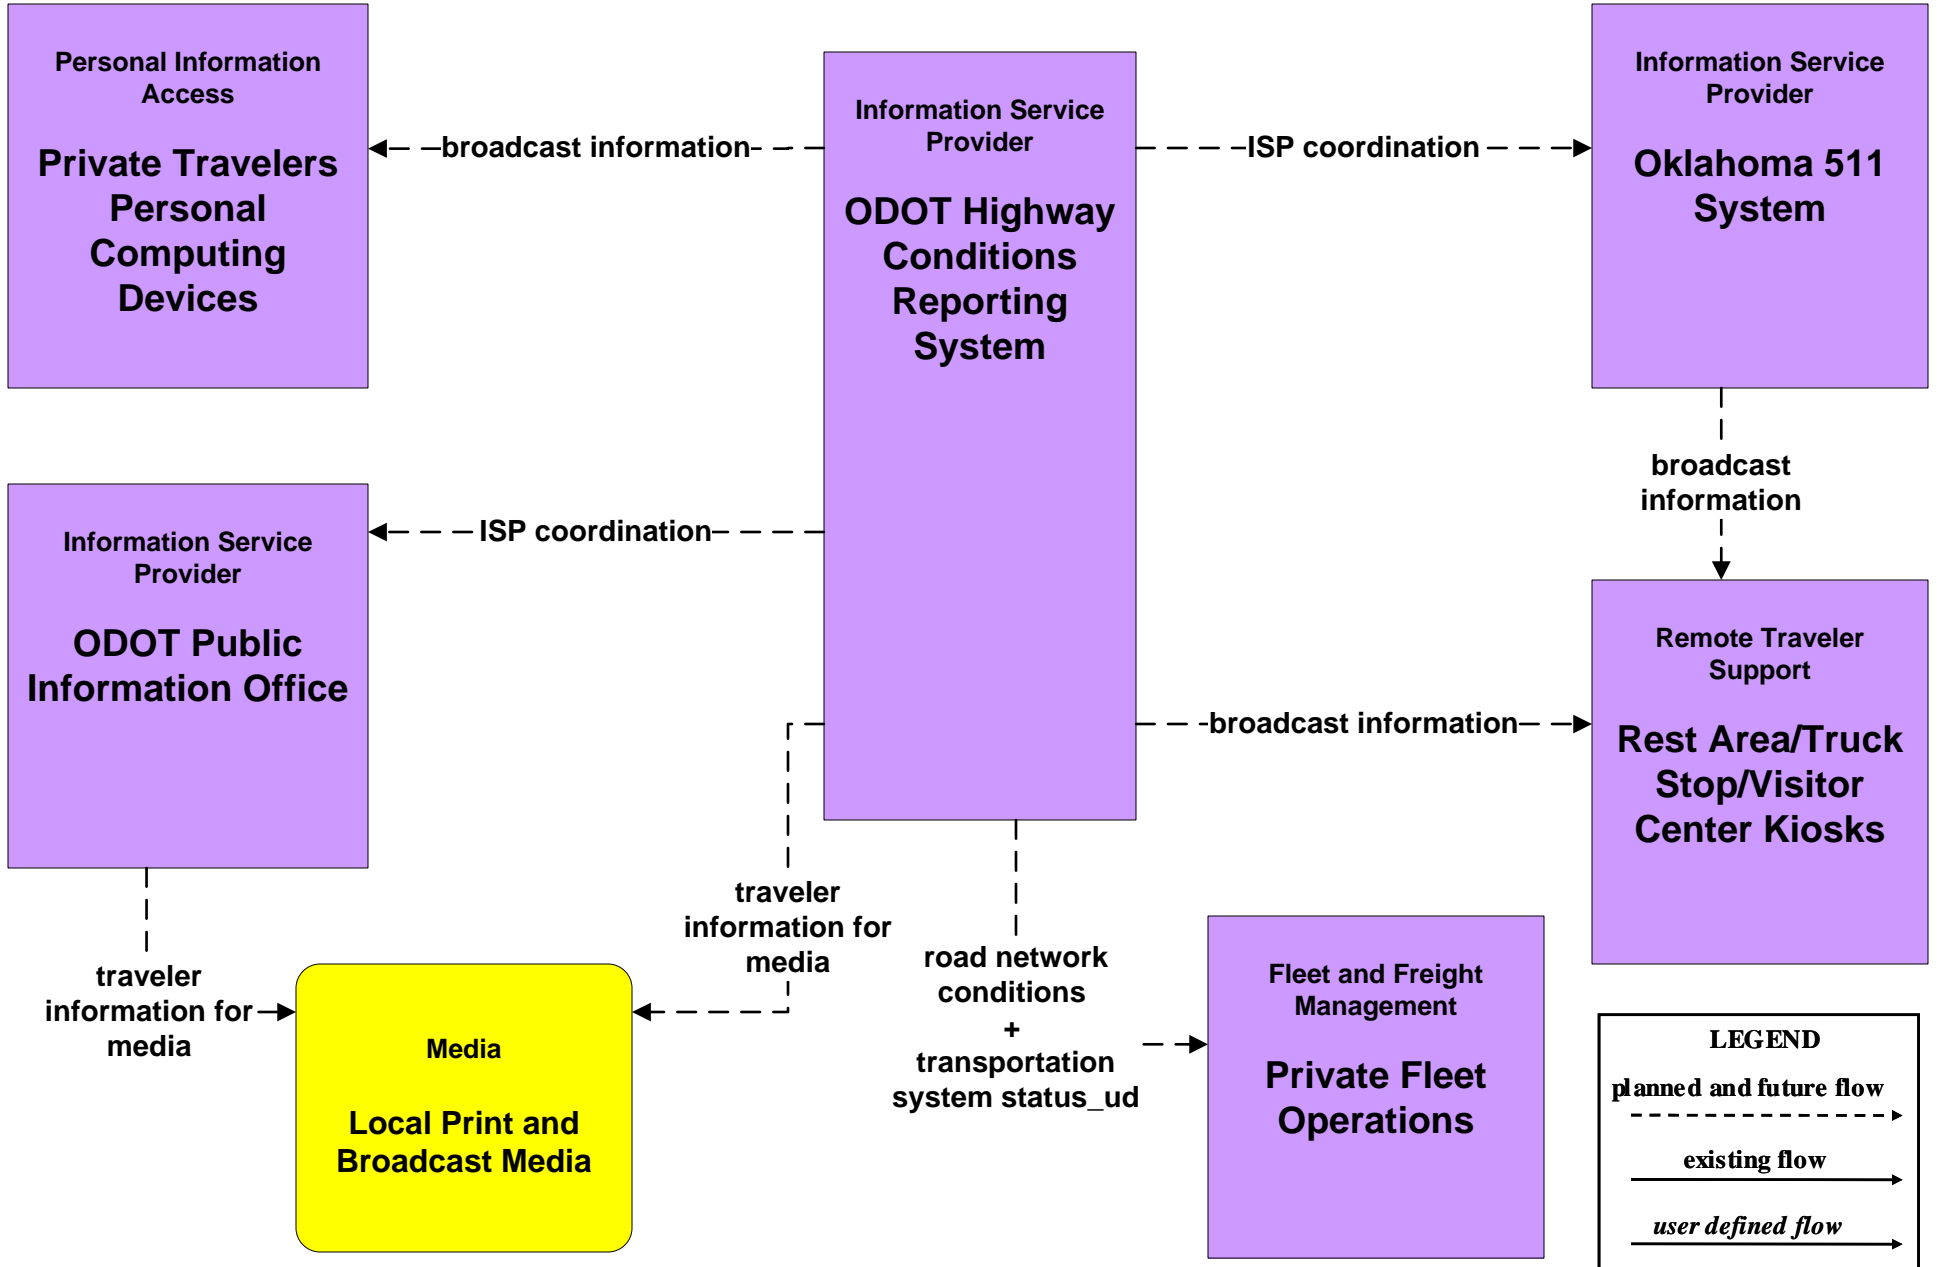 Personal Information
Access
Private Travelers
Personal
Computing
Devices
broadcast information
Information Service
Provider
ODOT Highway
Conditions
Reporting
System
ISP coordination
Information Service
Provider
Oklahoma 511
System
broadcast
information
Information Service
Provider
ODOT Public
Information Office
ISP coordination
broadcast information
Remote Traveler
Support
Rest Area/Truck
Stop/Visitor
Center Kiosks
traveler
information for
media
traveler
information for
media
Media
Local Print and
Broadcast Media
road network
conditions
+
transportation
system status_ud
Fleet and Freight
Management
Private Fleet
Operations
LEGEND
planned and future flow
existing flow
user defined flow